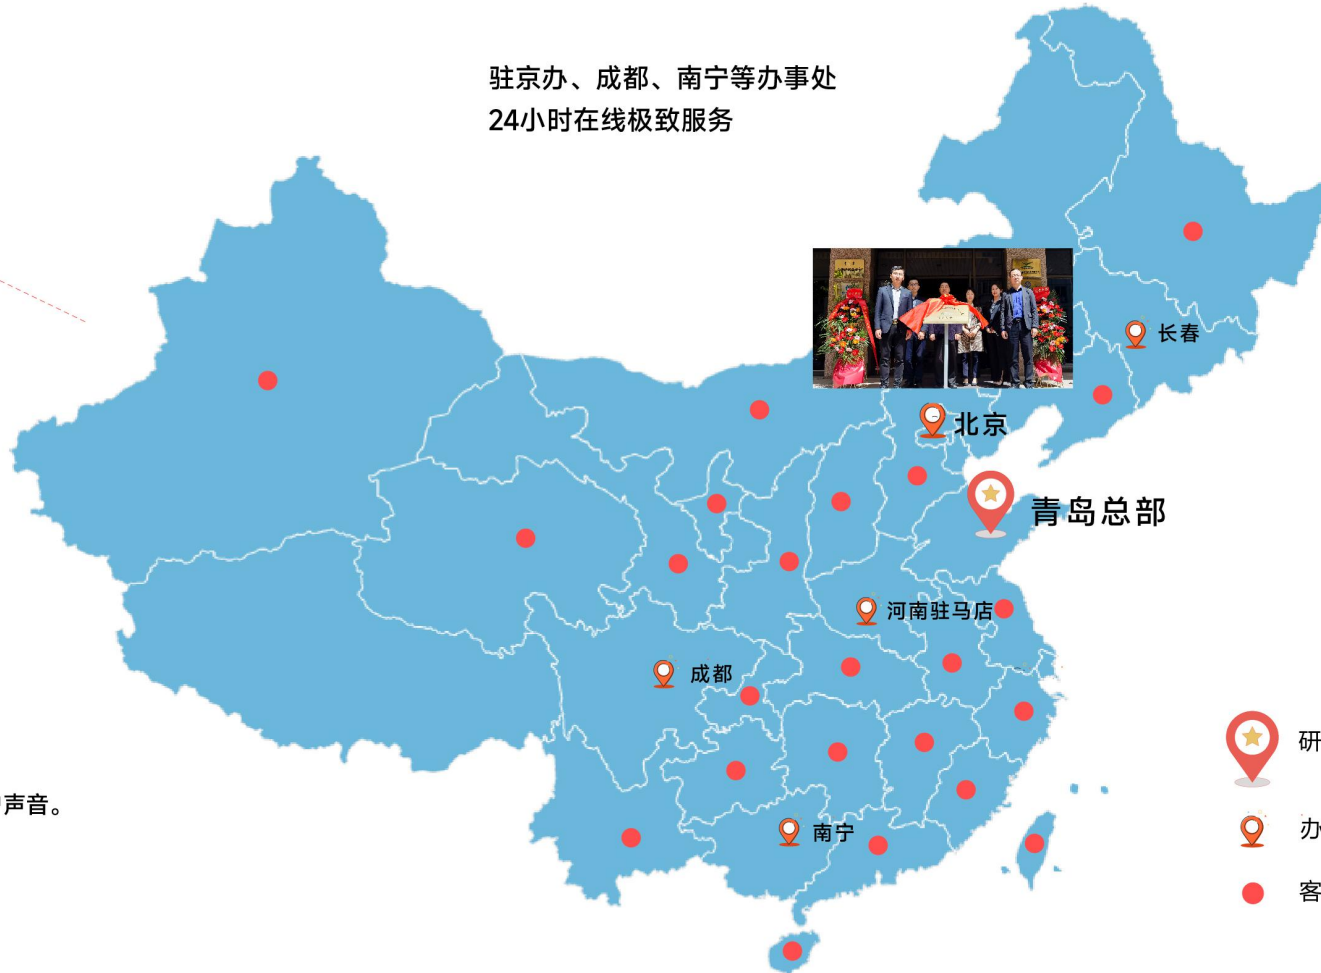 驻京办、成都、南宁等办事处
24小时在线极致服务
长春
北京
青岛总部
河南驻马店
成都
研
声音。
办
南宁
客